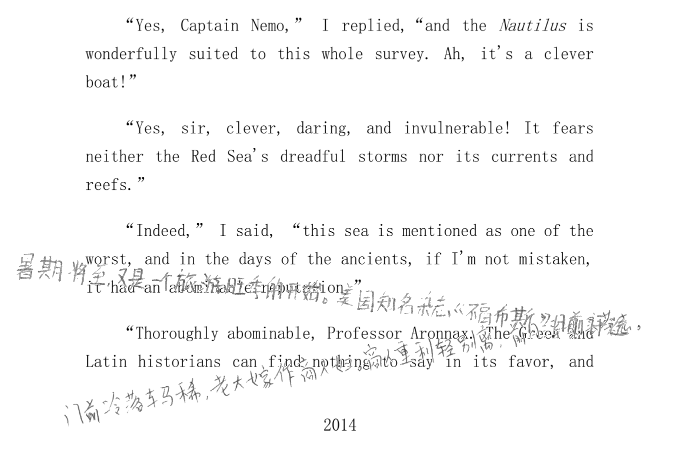 “Yes, Captain Nemo,” I replied, “and the Nautilus is
wonderfully suited to this whole survey. Ah, it's a clever
boat!”
“Yes, sir, clever, daring, and invulnerable! It fears
neither the Red Sea's dreadful storms nor its currents and
reefs.”
“Indeed,” I said, “this sea is mentioned as one of the
worst, and in the days of the ancients, if I'm not mistaken,
it had an abominable reputation.”
暑期将至,又是一个旅游旺季的开始。美国知名杂志《福布斯》日前
“Thoroughly abominable, Professor Aronnax. The Greek and
Latin historians can find nothing to say in its favor, and
门前冷落车马稀,老大嫁作商人妇,商人重利轻别离,
2014